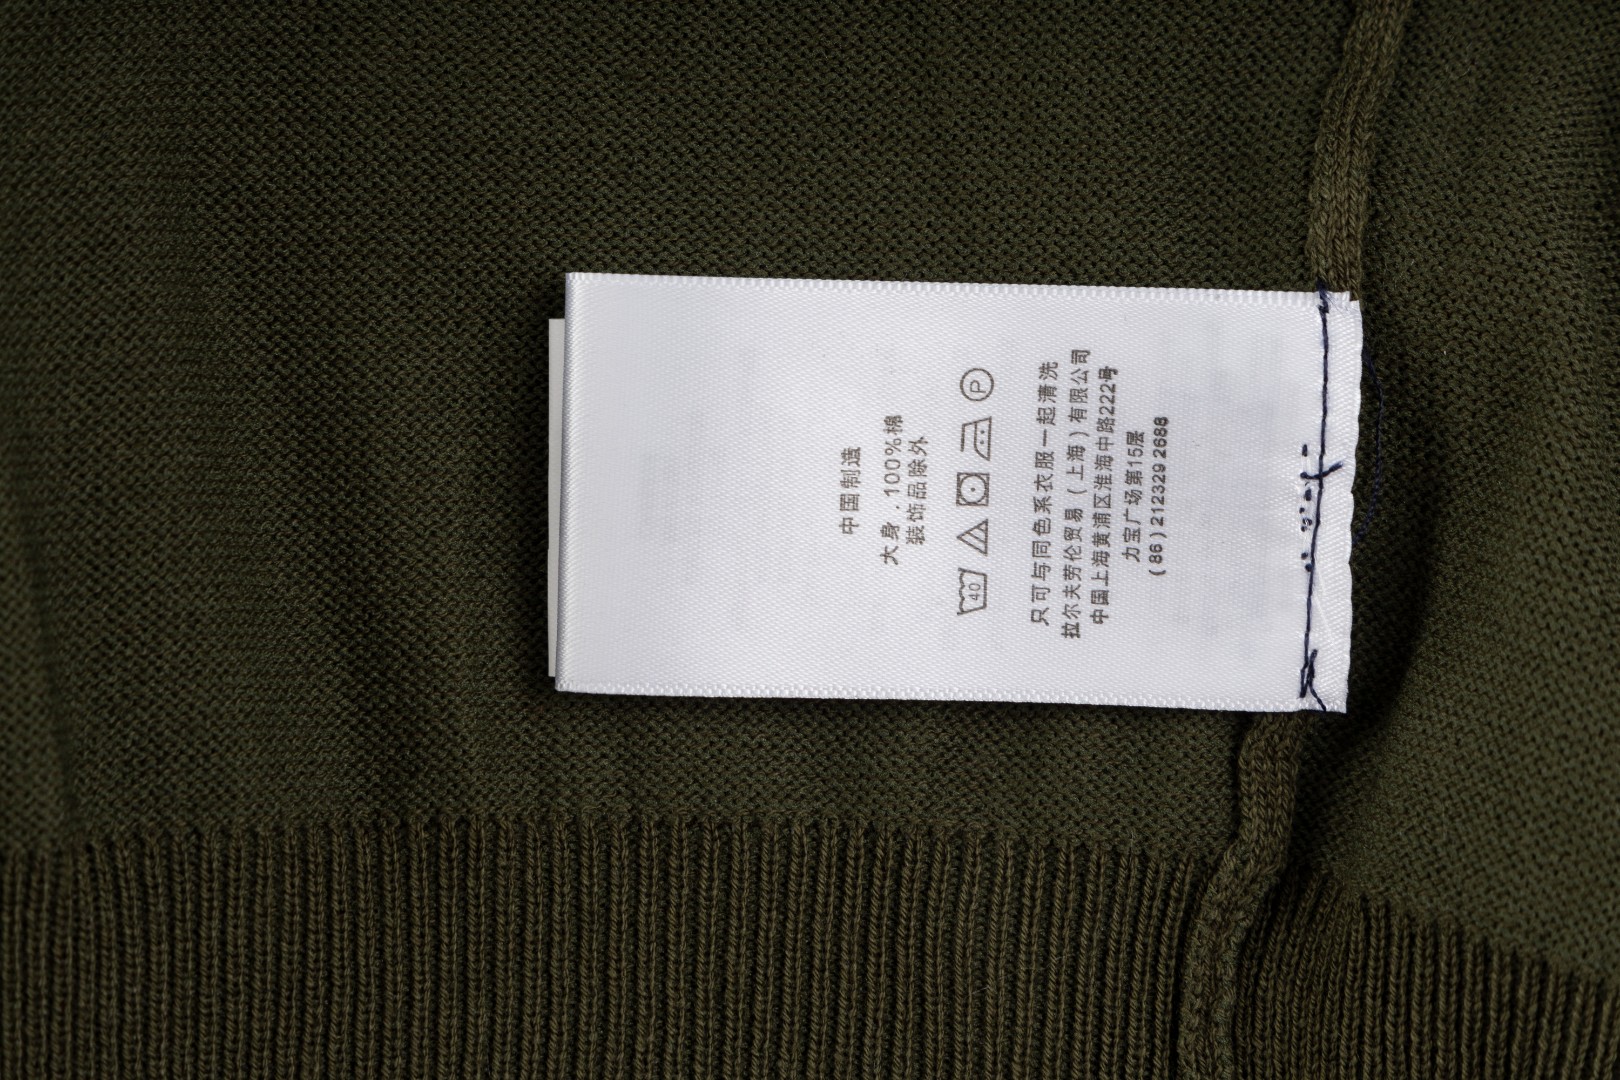 中国制造
大身.100%棉
装饰品除外
40 P
只可与同色系衣服一起清洗
拉尔夫劳伦贸易(上海)有限公司
中国上海黄浦区淮海中路222号
力宝广场第15层
(86)212329 2688